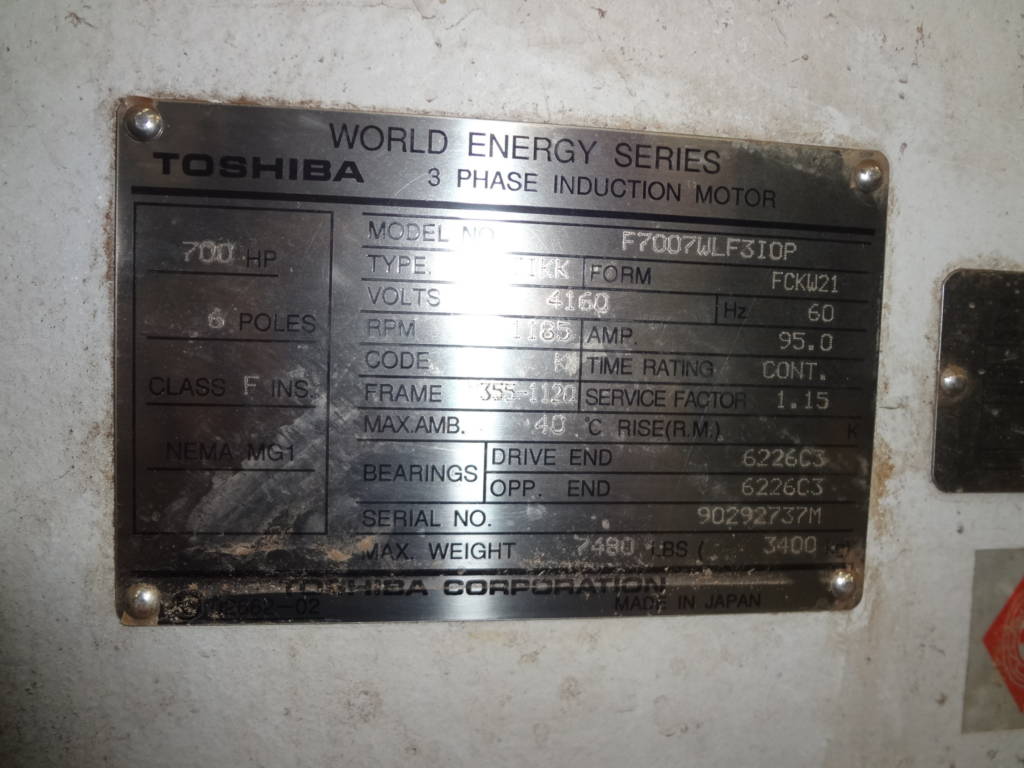 WORLD ENERGY SERIES
TOSHIBA 3 PHASE INDUCTION MOTOR
700 HP
6 POLES
CLASS F INS.
NEMA MG1
MODEL NO. F7007WLF3IOP
TYPE. FORM FCKW21
VOLTS 4160 Hz 60
RPM 1185 AMP. 95.0
CODE K TIME RATING CONT.
FRAME 355-1120 SERVICE FACTOR 1.15
MAX.AMB. 40 °C RISE(R.M.) K
BEARINGS DRIVE END 6226C3
OPP. END 6226C3
SERIAL NO. 90292737M
MAX. WEIGHT 7480 LBS ( 3400
TOSHIBA CORPORATION
MADE IN JAPAN